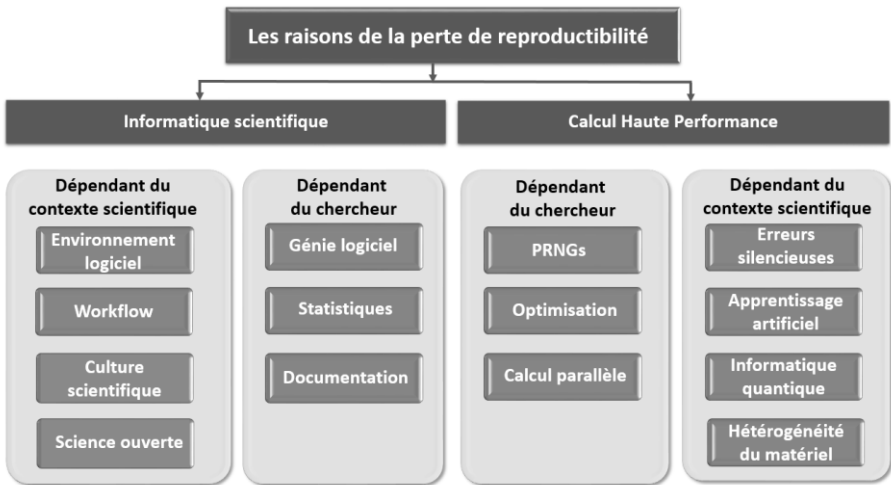 Les raisons de la perte de reproductibilité
Informatique scientifique
Calcul Haute Performance
Dépendant du
contexte scientifique
Environnement
logiciel
Workflow
Culture
scientifique
Science ouverte
Dépendant
du chercheur
Génie logiciel
Statistiques
Documentation
Dépendant
du chercheur
PRNGs
Optimisation
Calcul parallèle
Dépendant du
contexte scientifique
Erreurs
silencieuses
Apprentissage
artificiel
Informatique
quantique
Hétérogénéité
du matériel